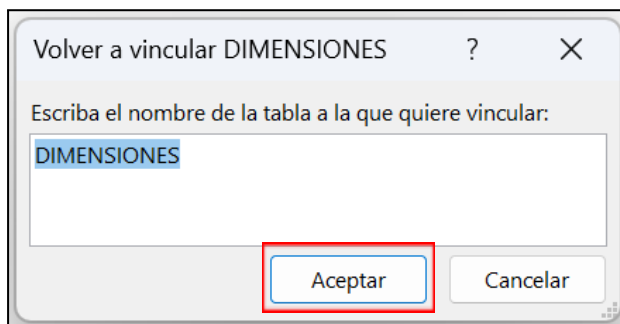 Volver a vincular DIMENSIONES ?
Escriba el nombre de la tabla a la que quiere vincular:
DIMENSIONES
Aceptar Cancelar